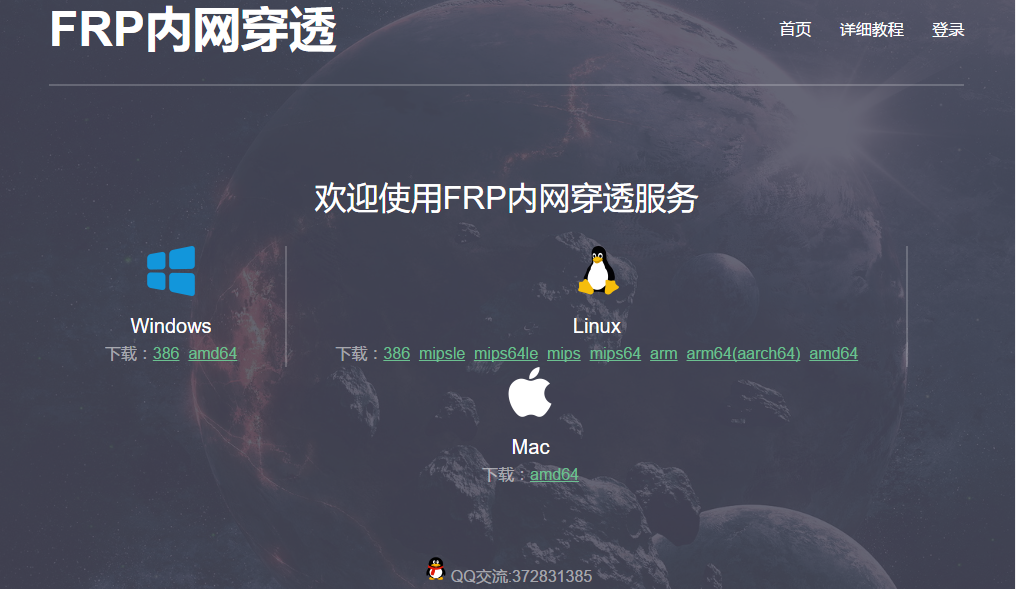 FRP内网穿透
首页 详细教程 登录
欢迎使用FRP内网穿透服务
Windows
下载：386 amd64
Linux
下载：386 mipsle mips64le mips mips64 arm arm64(aarch64) amd64
Mac
下载：amd64
QQ交流:372831385